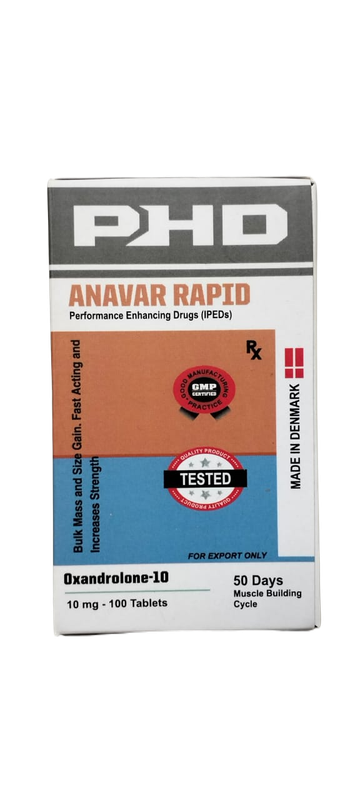 PHD
ANAVAR RAPID
Performance Enhancing Drugs (IPEDs)
Bulk Mass and Size Gain. Fast Acting and
Increases Strength
Rx
GOOD MANUFACTURING
GMP
CERTIFIED
PRACTICE
QUALITY PRODUCT
TESTED
QUALITY PRODUCT
MADE IN DENMARK
FOR EXPORT ONLY
Oxandrolone-10
10 mg - 100 Tablets
50 Days
Muscle Building
Cycle